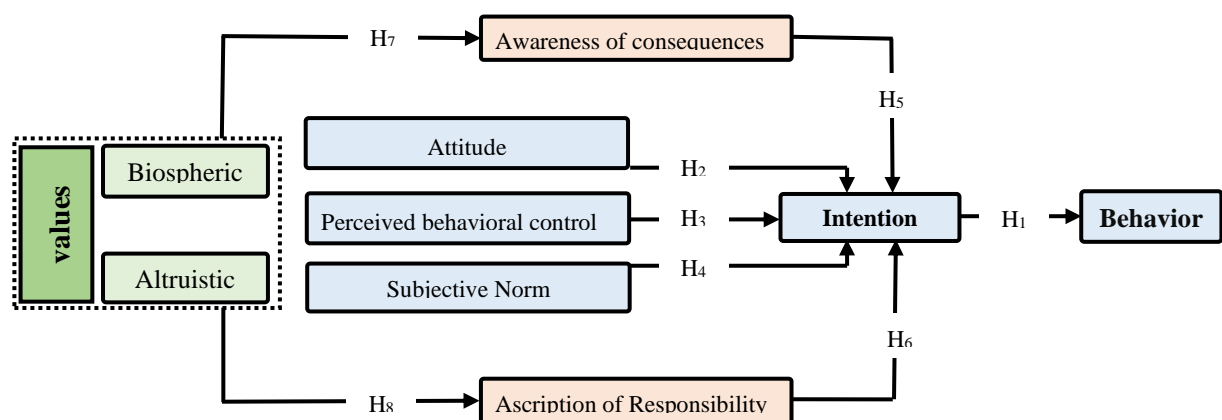 H₇
Awareness of consequences
H₅
values
Biospheric
Altruistic
Attitude
H₂
Perceived behavioral control
H₃
Subjective Norm
H₄
Intention
H₁
Behavior
H₆
H₈
Ascription of Responsibility